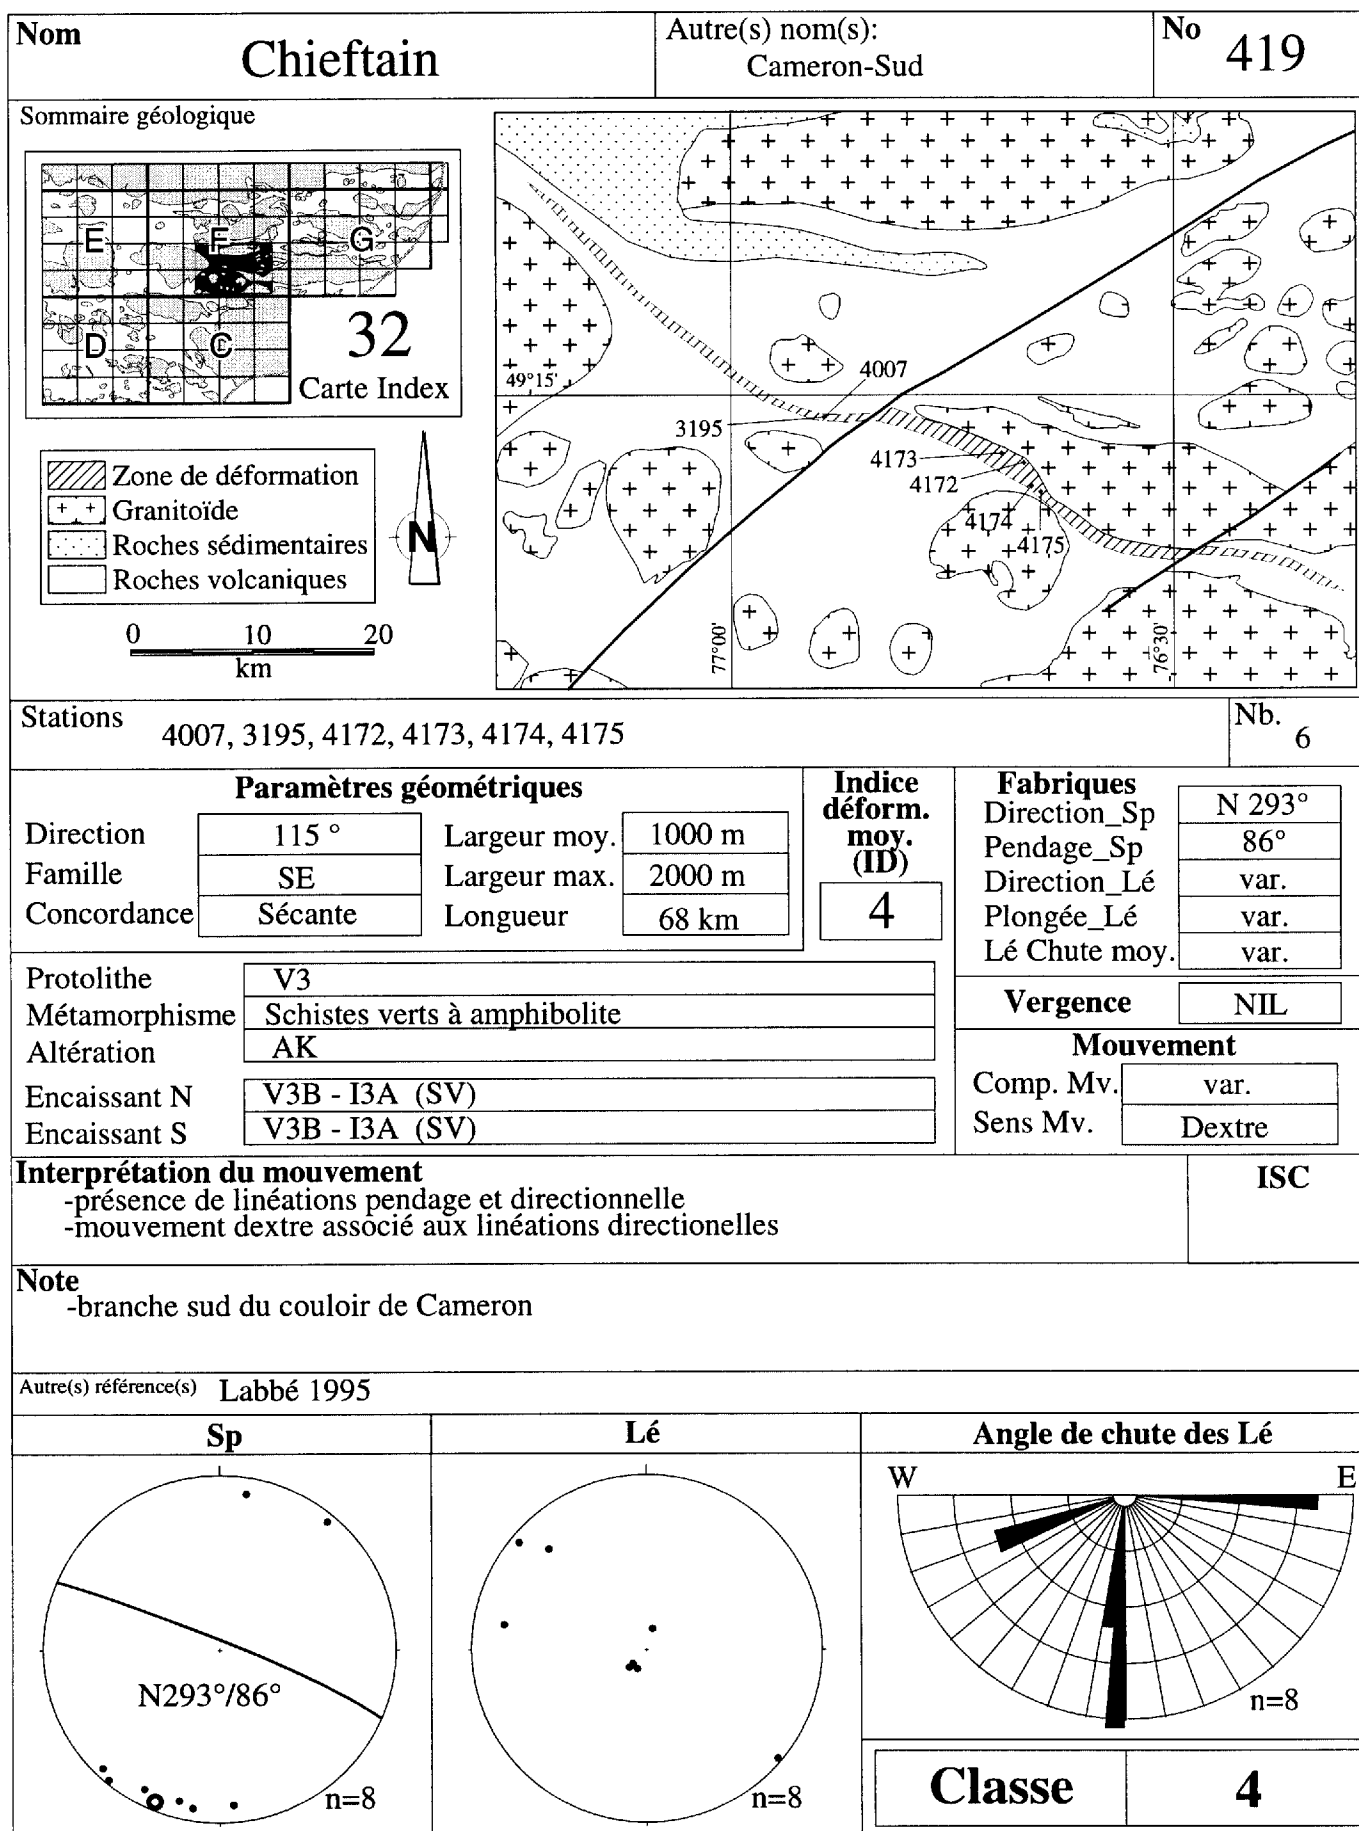 Nom
Chieftain
Autre(s) nom(s):
Cameron-Sud
No 419
Sommaire géologique
E
F
G
D
C
32
Carte Index
Zone de déformation
Granitoïde
Roches sédimentaires
Roches volcaniques
N
0 10 20
km
49°15'
77°00'
76°30'
4007
3195
4173
4172
4174
4175
Stations
4007, 3195, 4172, 4173, 4174, 4175
Nb.
6
Paramètres géométriques
Direction 115 °
Famille SE
Concordance Sécante
Largeur moy. 1000 m
Largeur max. 2000 m
Longueur 68 km
Indice
déform.
moy.
(ID)
4
Fabriques
Direction_Sp N 293°
Pendage_Sp 86°
Direction_Lé var.
Plongée_Lé var.
Lé Chute moy. var.
Protolithe V3
Métamorphisme Schistes verts à amphibolite
Altération AK
Encaissant N V3B - I3A (SV)
Encaissant S V3B - I3A (SV)
Vergence NIL
Mouvement
Comp. Mv. var.
Sens Mv. Dextre
Interprétation du mouvement
-présence de linéations pendage et directionnelle
-mouvement dextre associé aux linéations directionelles
ISC
Note
-branche sud du couloir de Cameron
Autre(s) référence(s) Labbé 1995
Sp
N293°/86°
n=8
Lé
n=8
Angle de chute des Lé
W E
n=8
Classe 4